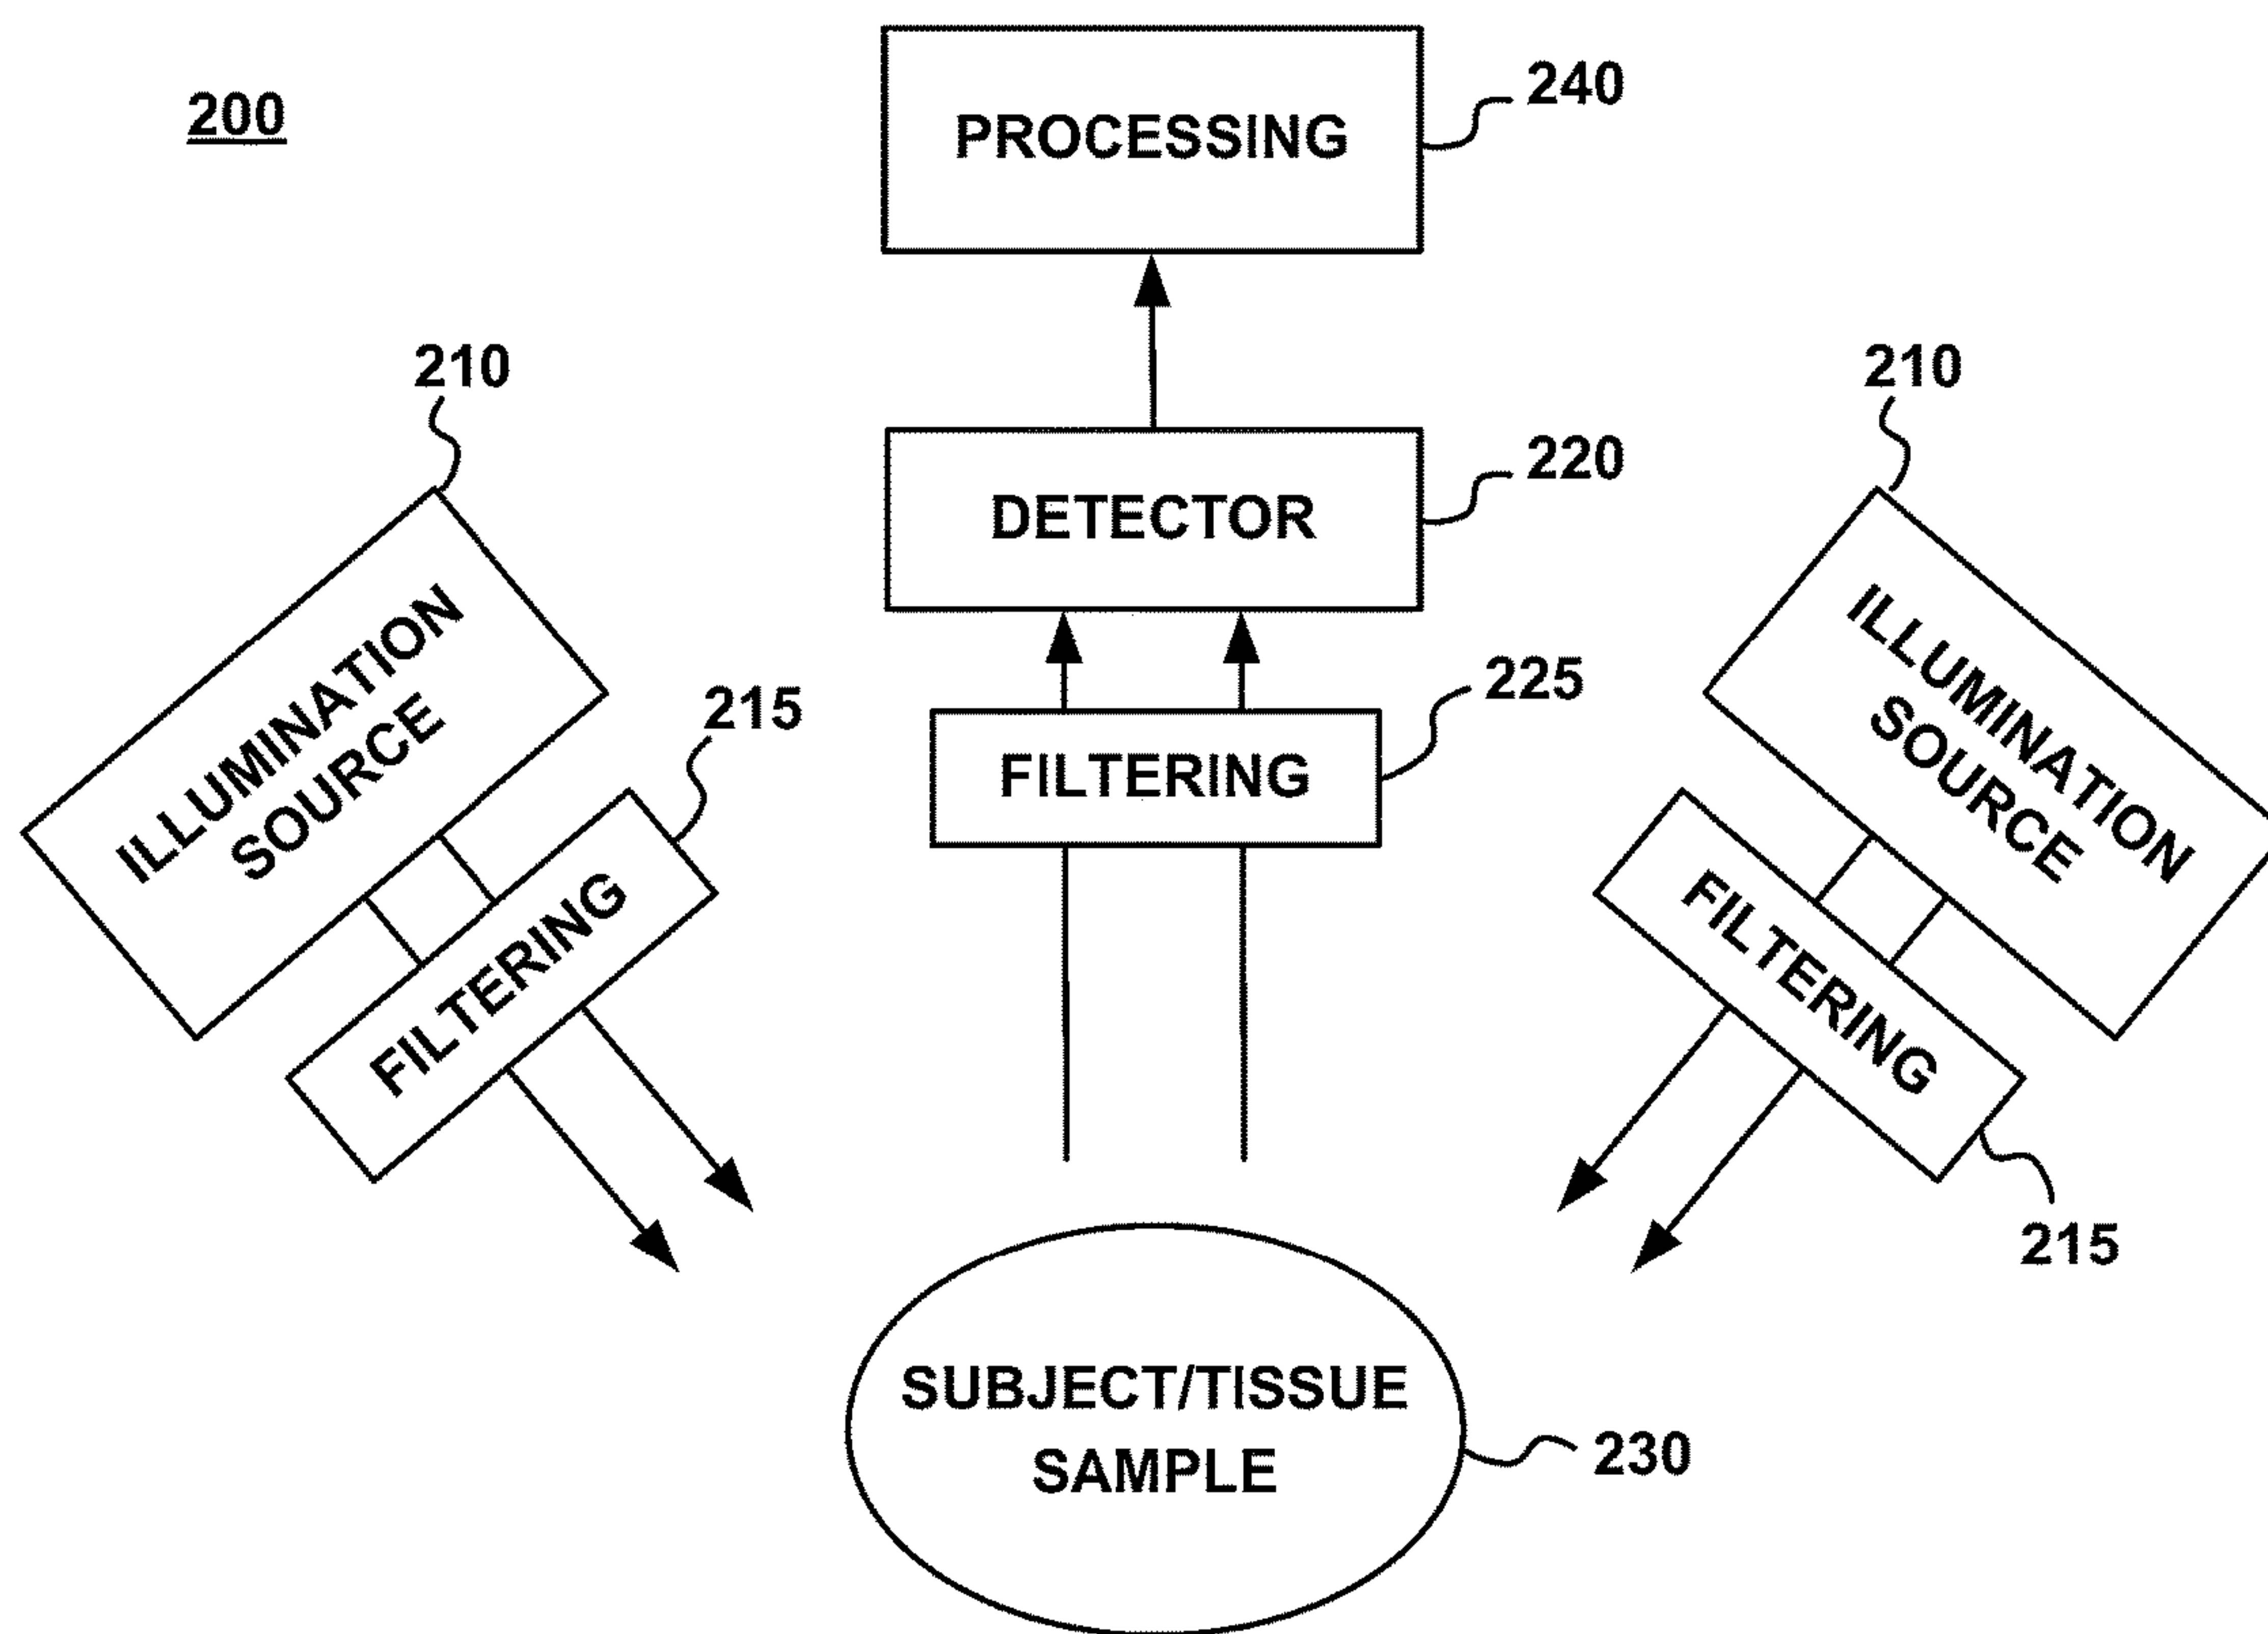 200
PROCESSING
240
210
210
DETECTOR
220
ILLUMINATION
SOURCE
215
FILTERING
225
ILLUMINATION
SOURCE
FILTERING
FILTERING
215
SUBJECT/TISSUE
SAMPLE
230